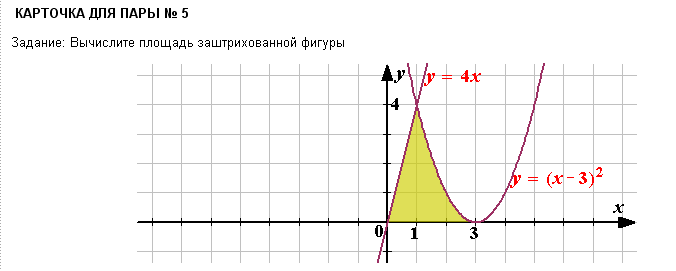 КАРТОЧКА ДЛЯ ПАРЫ № 5
Задание: Вычислите площадь заштрихованной фигуры
y
y = 4x
4
y = (x - 3)²
x
0
1
3